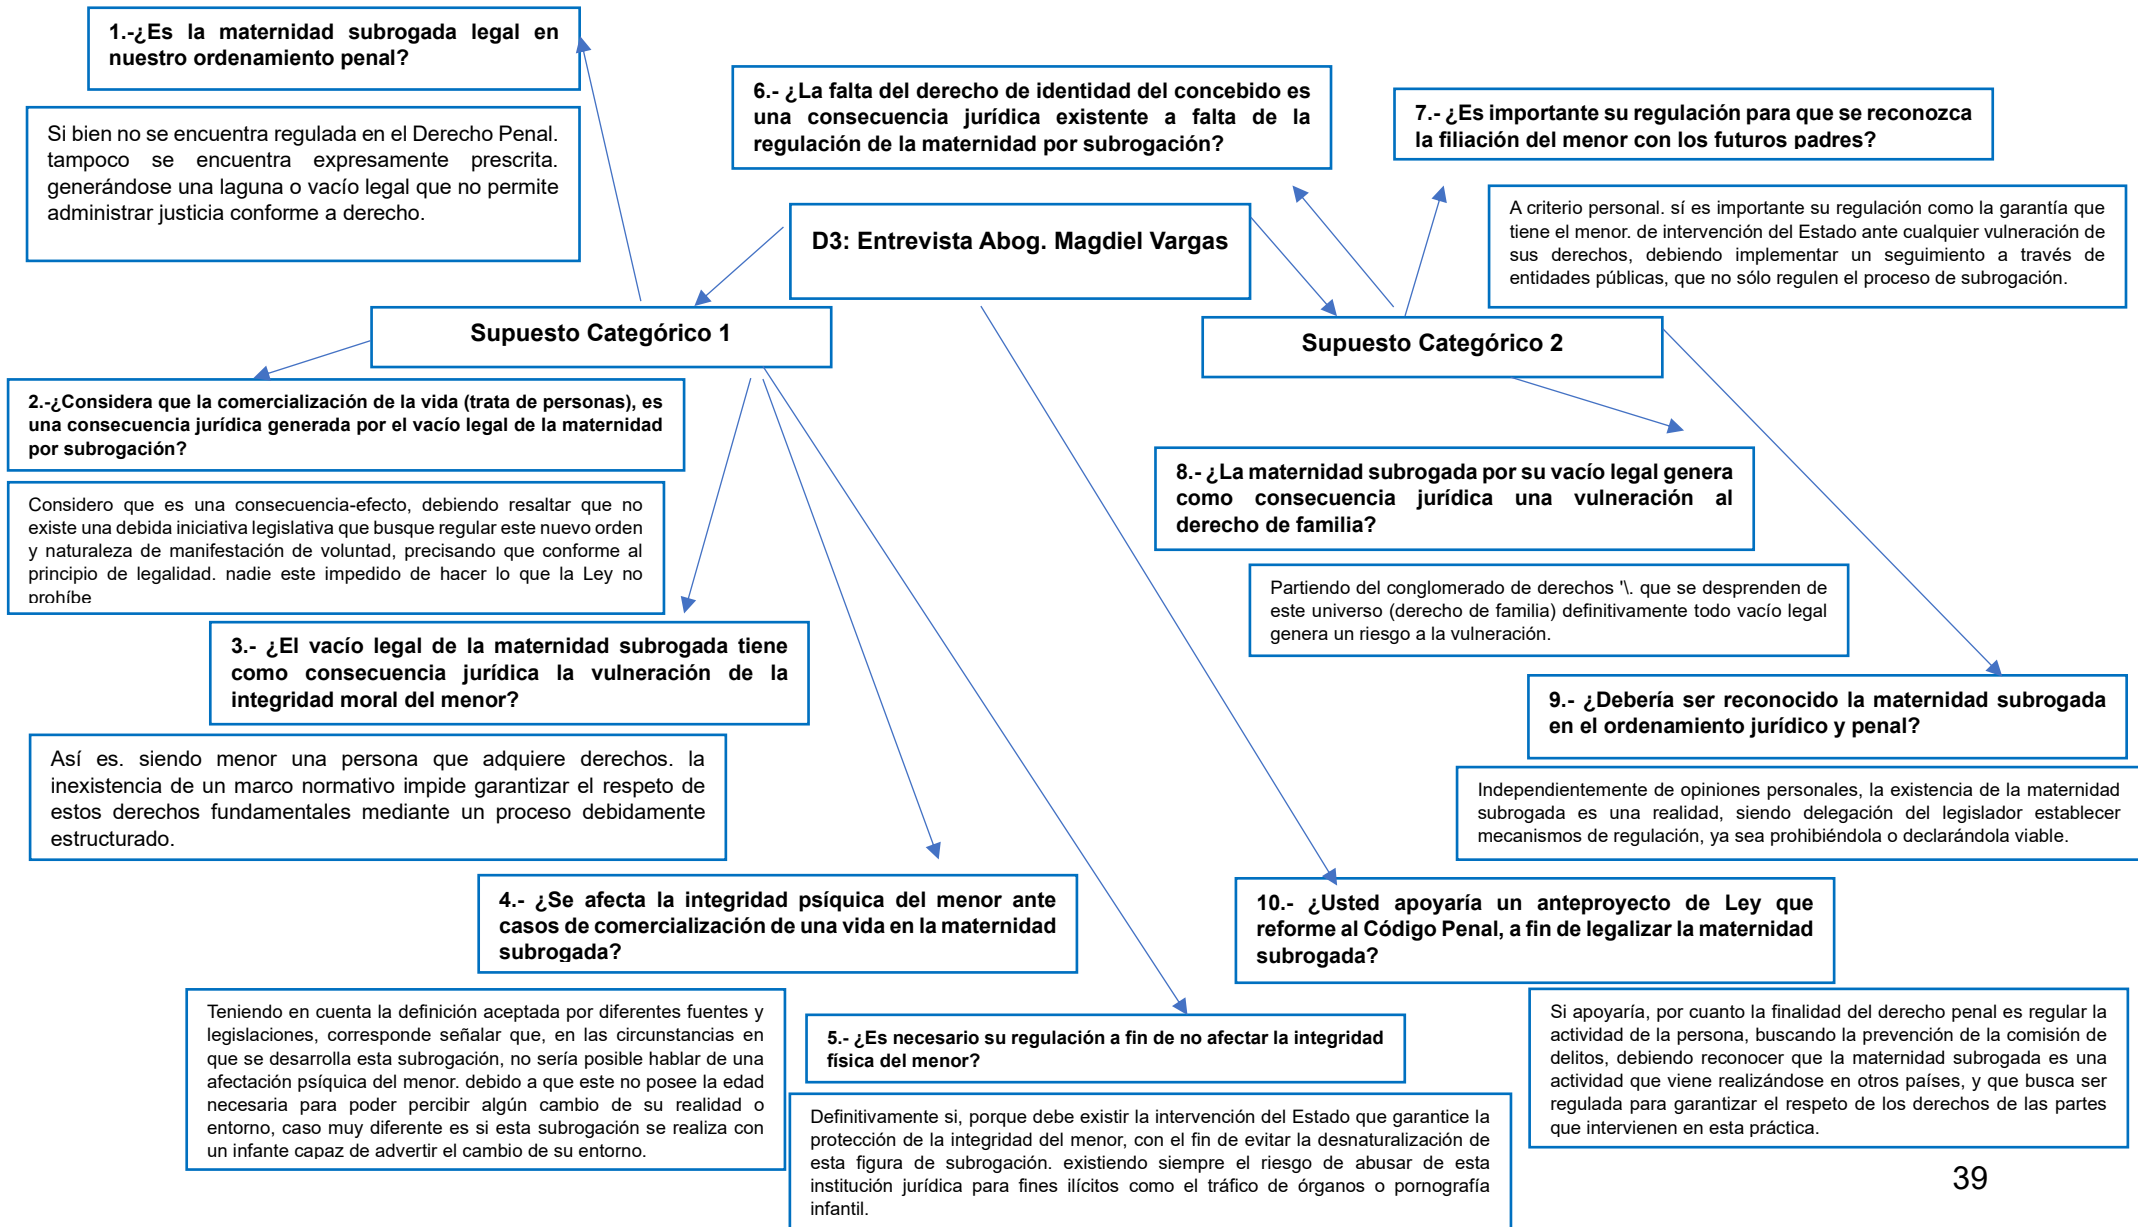 1.-¿Es la maternidad subrogada legal en
nuestro ordenamiento penal?
Si bien no se encuentra regulada en el Derecho Penal.
tampoco se encuentra expresamente prescrita.
generándose una laguna o vacío legal que no permite
administrar justicia conforme a derecho.
6.- ¿La falta del derecho de identidad del concebido es
una consecuencia jurídica existente a falta de la
regulación de la maternidad por subrogación?
7.- ¿Es importante su regulación para que se reconozca
la filiación del menor con los futuros padres?
A criterio personal. sí es importante su regulación como la garantía que
tiene el menor. de intervención del Estado ante cualquier vulneración de
sus derechos, debiendo implementar un seguimiento a través de
entidades públicas, que no sólo regulen el proceso de subrogación.
D3: Entrevista Abog. Magdiel Vargas
Supuesto Categórico 1
Supuesto Categórico 2
2.-¿Considera que la comercialización de la vida (trata de personas), es
una consecuencia jurídica generada por el vacío legal de la maternidad
por subrogación?
Considero que es una consecuencia-efecto, debiendo resaltar que no
existe una debida iniciativa legislativa que busque regular este nuevo orden
y naturaleza de manifestación de voluntad, precisando que conforme al
principio de legalidad. nadie este impedido de hacer lo que la Ley no
prohíbe
8.- ¿La maternidad subrogada por su vacío legal genera
como consecuencia jurídica una vulneración al
derecho de familia?
Partiendo del conglomerado de derechos '\. que se desprenden de
este universo (derecho de familia) definitivamente todo vacío legal
genera un riesgo a la vulneración.
3.- ¿El vacío legal de la maternidad subrogada tiene
como consecuencia jurídica la vulneración de la
integridad moral del menor?
Así es. siendo menor una persona que adquiere derechos. la
inexistencia de un marco normativo impide garantizar el respeto de
estos derechos fundamentales mediante un proceso debidamente
estructurado.
9.- ¿Debería ser reconocido la maternidad subrogada
en el ordenamiento jurídico y penal?
Independientemente de opiniones personales, la existencia de la maternidad
subrogada es una realidad, siendo delegación del legislador establecer
mecanismos de regulación, ya sea prohibiéndola o declarándola viable.
4.- ¿Se afecta la integridad psíquica del menor ante
casos de comercialización de una vida en la maternidad
subrogada?
10.- ¿Usted apoyaría un anteproyecto de Ley que
reforme al Código Penal, a fin de legalizar la maternidad
subrogada?
Teniendo en cuenta la definición aceptada por diferentes fuentes y
legislaciones, corresponde señalar que, en las circunstancias en
que se desarrolla esta subrogación, no sería posible hablar de una
afectación psíquica del menor. debido a que este no posee la edad
necesaria para poder percibir algún cambio de su realidad o
entorno, caso muy diferente es si esta subrogación se realiza con
un infante capaz de advertir el cambio de su entorno.
5.- ¿Es necesario su regulación a fin de no afectar la integridad
física del menor?
Definitivamente si, porque debe existir la intervención del Estado que garantice la
protección de la integridad del menor, con el fin de evitar la desnaturalización de
esta figura de subrogación. existiendo siempre el riesgo de abusar de esta
institución jurídica para fines ilícitos como el tráfico de órganos o pornografía
infantil.
Si apoyaría, por cuanto la finalidad del derecho penal es regular la
actividad de la persona, buscando la prevención de la comisión de
delitos, debiendo reconocer que la maternidad subrogada es una
actividad que viene realizándose en otros países, y que busca ser
regulada para garantizar el respeto de los derechos de las partes
que intervienen en esta práctica.
39